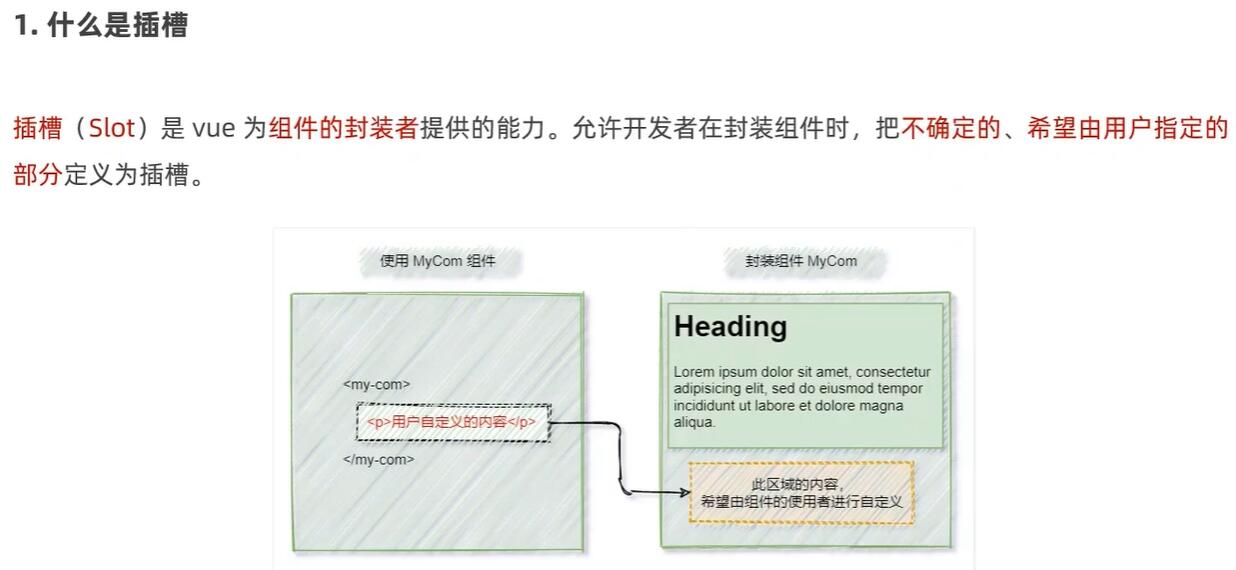 1. 什么是插槽
插槽（Slot）是 vue 为组件的封装者提供的能力。允许开发者在封装组件时，把不确定的、希望由用户指定的
部分定义为插槽。
使用 MyCom 组件
<my-com>
<p>用户自定义的内容</p>
</my-com>
封装组件 MyCom
Heading
Lorem ipsum dolor sit amet, consectetur
adipisicing elit, sed do eiusmod tempor
incididunt ut labore et dolore magna
aliqua.
此区域的内容，
希望由组件的使用者进行自定义